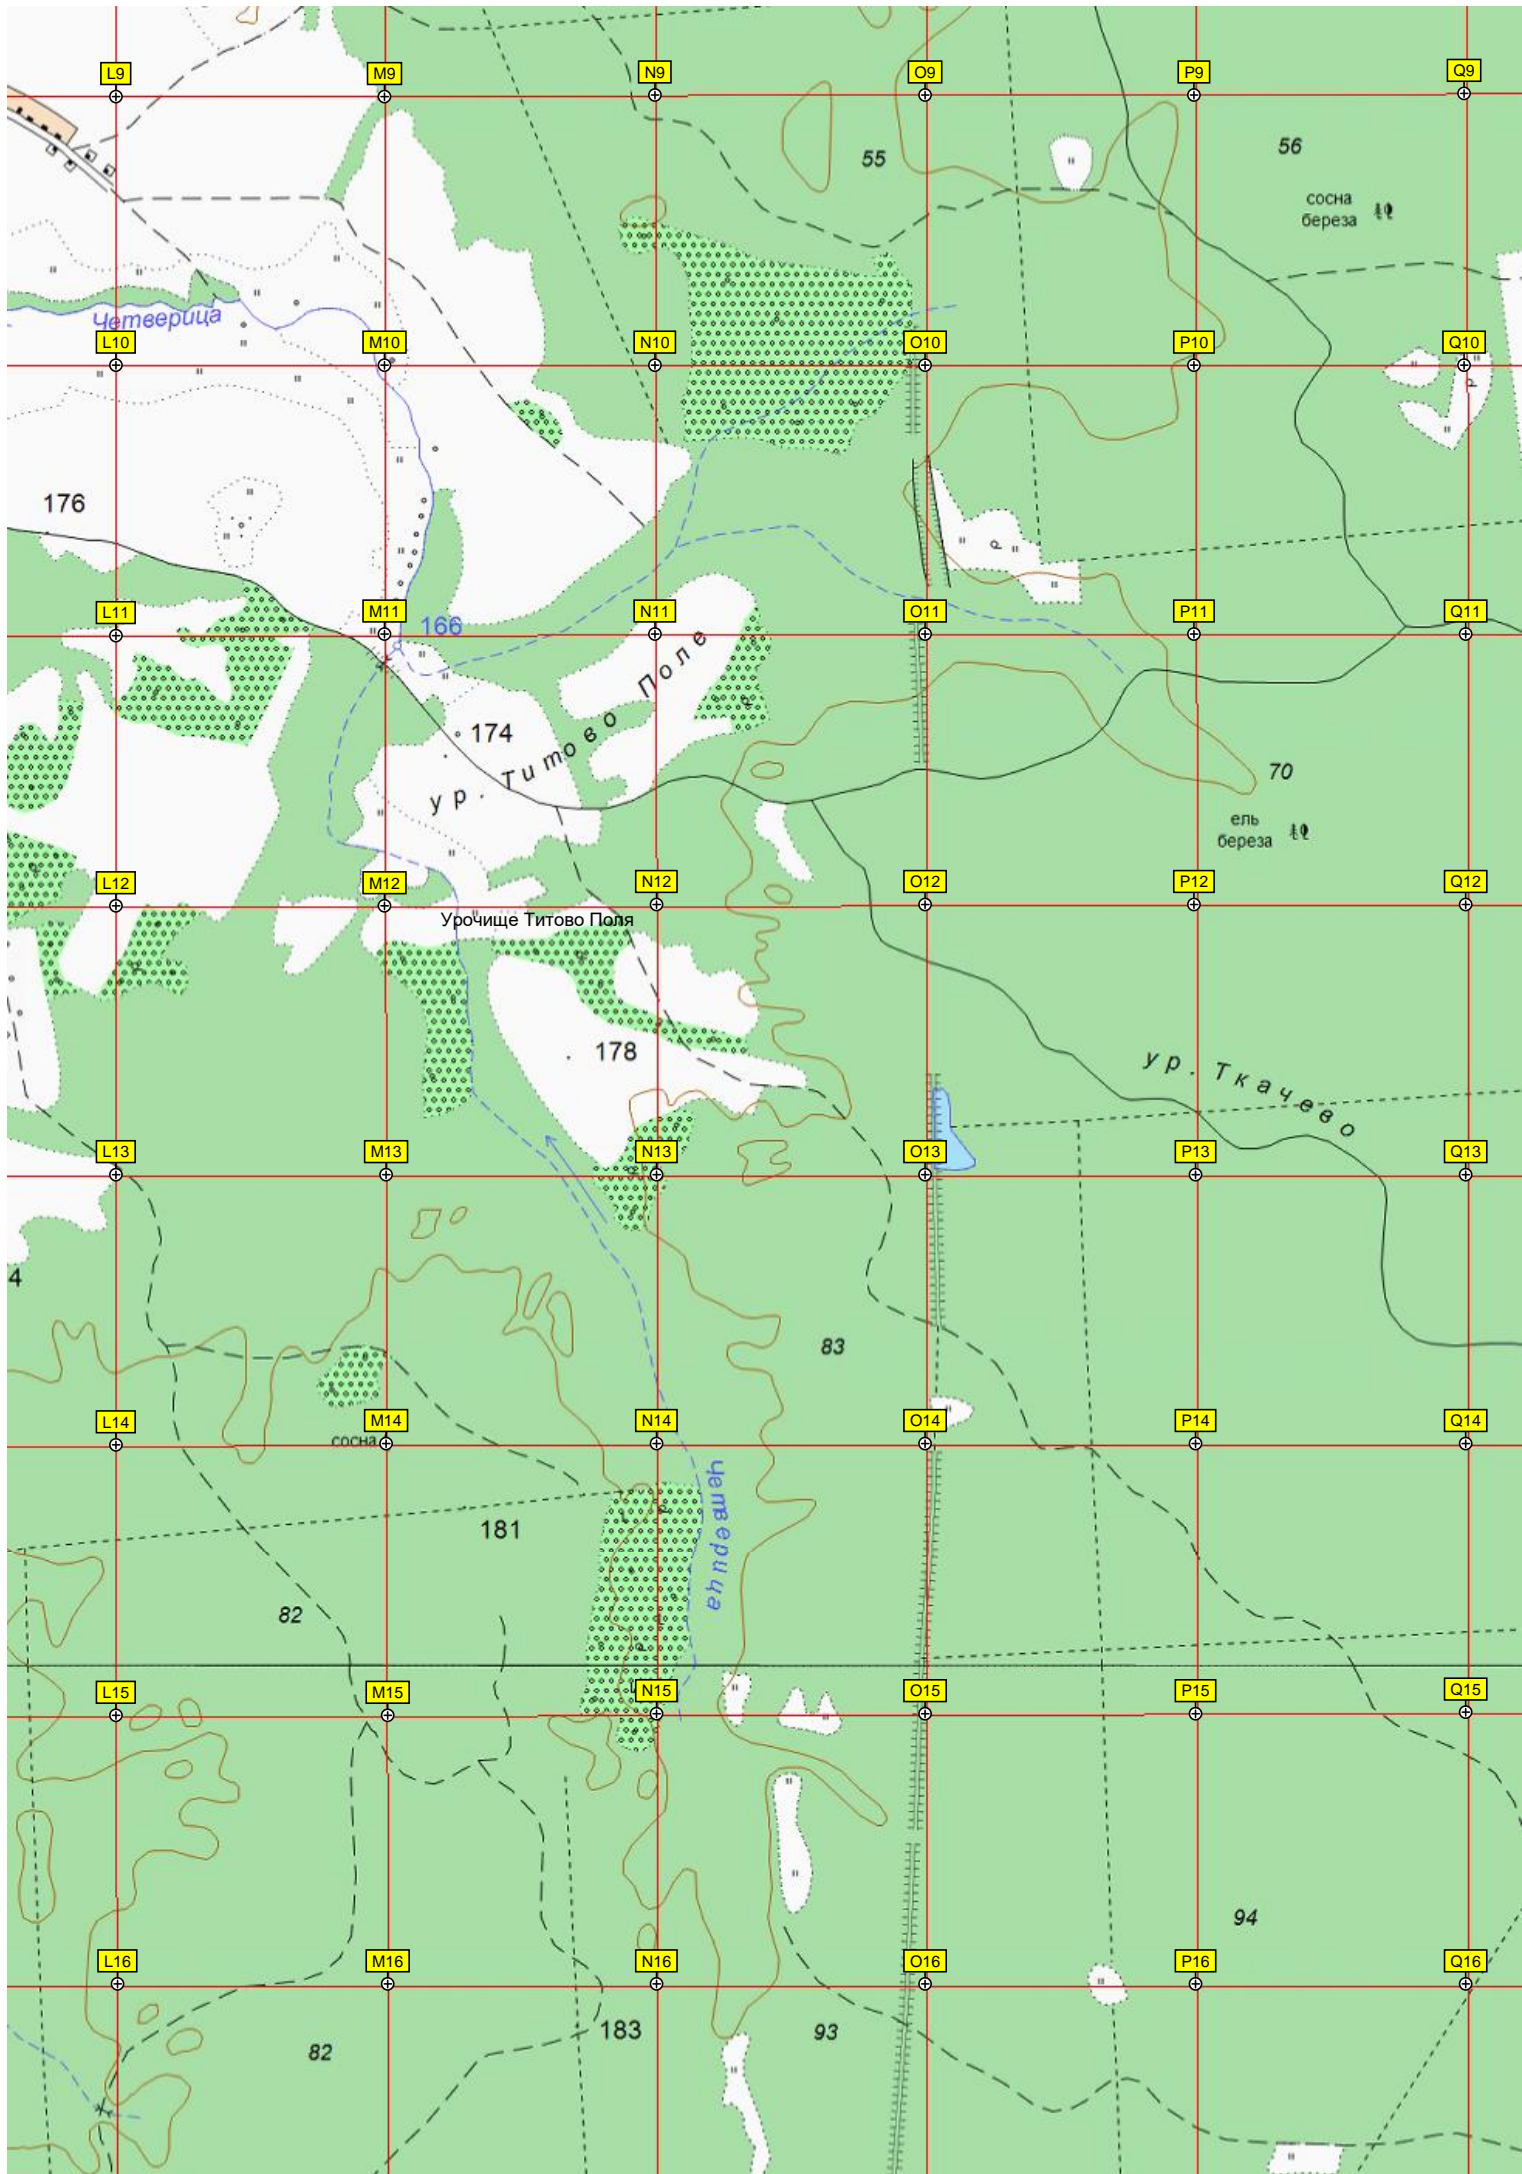 L9 M9 N9 O9 P9 Q9
55
56
сосна
береза
Четверица
L10 M10 N10 O10 P10 Q10
р
176
р
L11 M11 N11 O11 P11 Q11
166
174
ур. Титово Поле
70
ель
береза
L12 M12 N12 O12 P12 Q12
Урочище Титово Поля
178
ур. Ткачево
L13 M13 N13 O13 P13 Q13
4
83
L14 M14 N14 O14 P14 Q14
сосна
Четверица
181
82
L15 M15 N15 O15 P15 Q15
94
L16 M16 N16 O16 P16 Q16
183
93
82